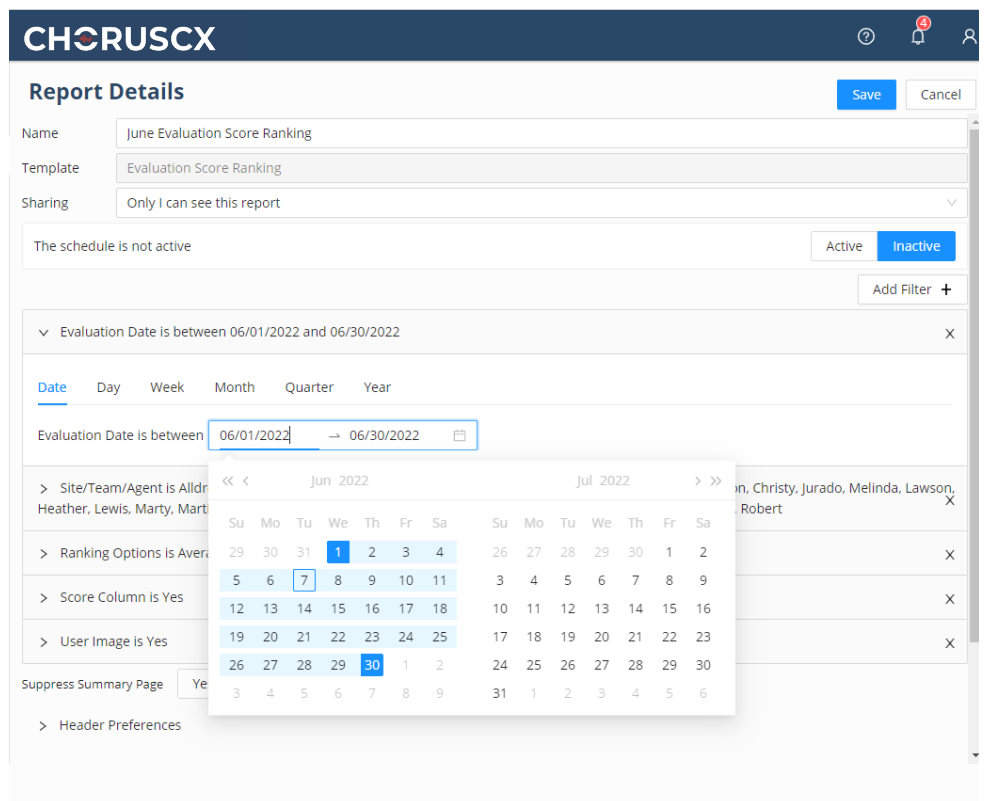 CHORUSCX
4
Report Details
Save Cancel
Name June Evaluation Score Ranking
Template Evaluation Score Ranking
Sharing Only I can see this report
The schedule is not active Active Inactive
Add Filter +
Evaluation Date is between 06/01/2022 and 06/30/2022 X
Date Day Week Month Quarter Year
Evaluation Date is between 06/01/2022 → 06/30/2022
« < Jun 2022 Jul 2022 > »
> Site/Team/Agent is Alldr on, Christy, Jurado, Melinda, Lawson,
Heather, Lewis, Marty, Mart , Robert X
Su Mo Tu We Th Fr Sa Su Mo Tu We Th Fr Sa
29 30 31 1 2 3 4 26 27 28 29 30 1 2
> Ranking Options is Avera X
5 6 7 8 9 10 11 3 4 5 6 7 8 9
> Score Column is Yes X
12 13 14 15 16 17 18 10 11 12 13 14 15 16
19 20 21 22 23 24 25 17 18 19 20 21 22 23
> User Image is Yes X
26 27 28 29 30 1 2 24 25 26 27 28 29 30
Suppress Summary Page Ye
3 4 5 6 7 8 9 31 1 2 3 4 5 6
> Header Preferences